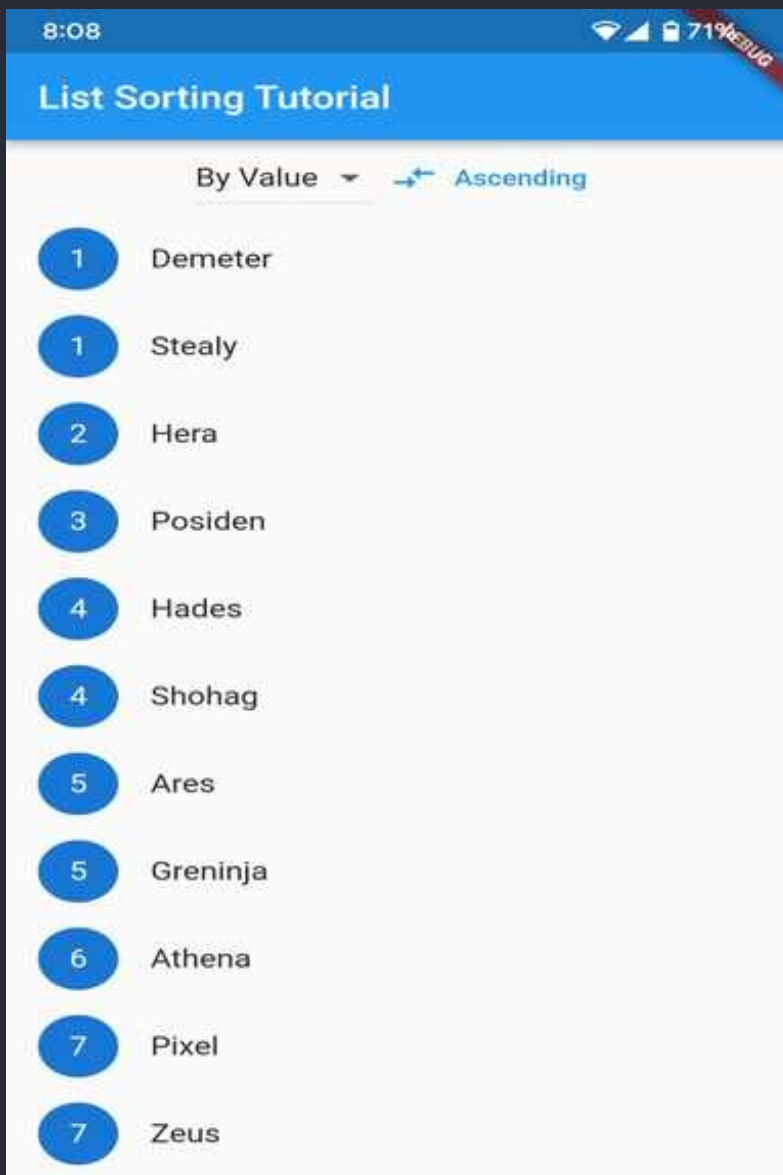 8:08 71% DEBUG
List Sorting Tutorial
By Value Ascending
1 Demeter
1 Stealy
2 Hera
3 Posiden
4 Hades
4 Shohag
5 Ares
5 Greninja
6 Athena
7 Pixel
7 Zeus